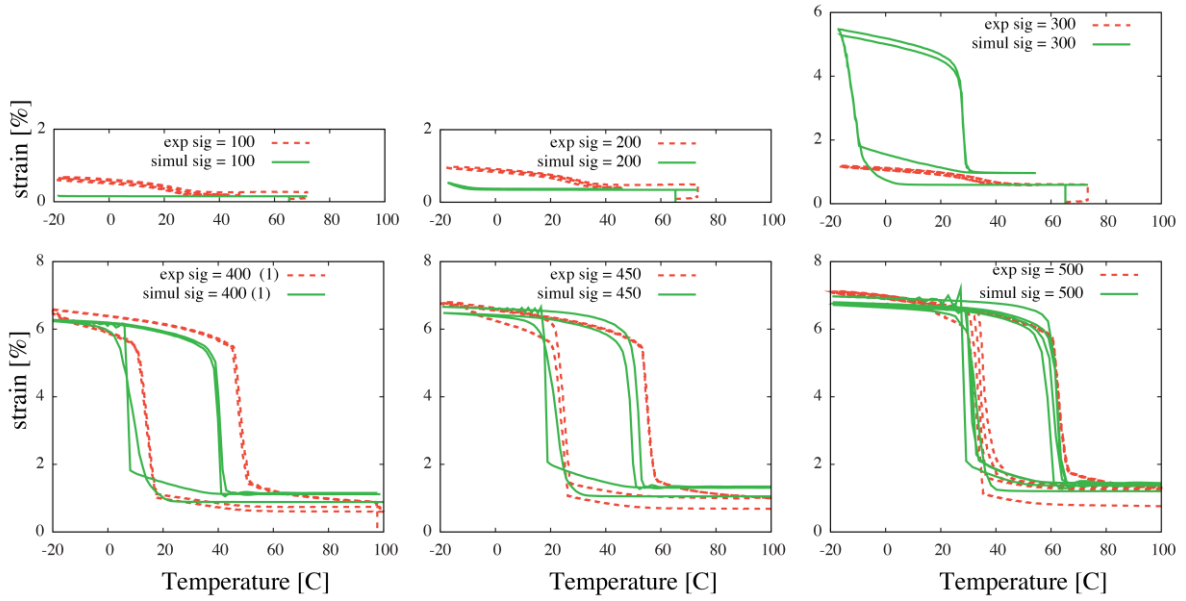 6
exp sig = 300
simul sig = 300
4
2
0
-20 0 20 40 60 80 100
strain [%]
2
exp sig = 100
simul sig = 100
0
-20 0 20 40 60 80 100
2
exp sig = 200
simul sig = 200
0
-20 0 20 40 60 80 100
strain [%]
8
exp sig = 400 (1)
simul sig = 400 (1)
6
4
2
0
-20 0 20 40 60 80 100
Temperature [C]
8
exp sig = 450
simul sig = 450
6
4
2
0
-20 0 20 40 60 80 100
Temperature [C]
8
exp sig = 500
simul sig = 500
6
4
2
0
-20 0 20 40 60 80 100
Temperature [C]